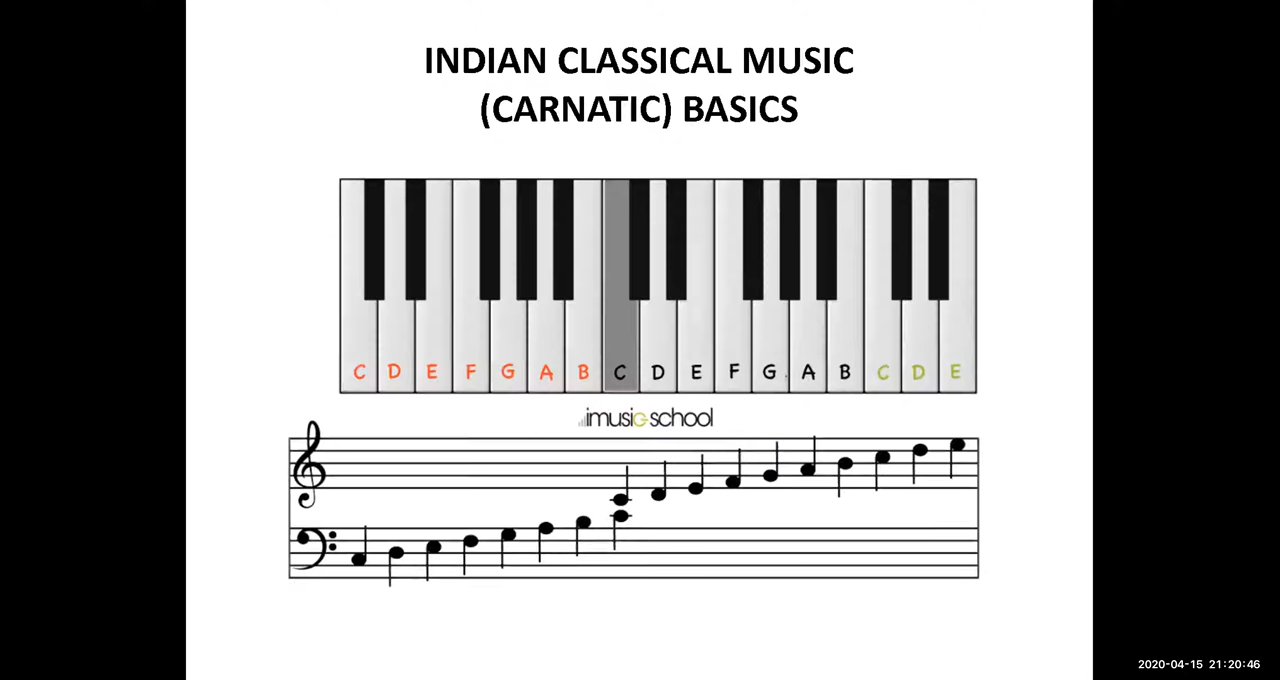 INDIAN CLASSICAL MUSIC
(CARNATIC) BASICS
C D E F G A B C D E F G A B C D E
imusic school
2020-04-15 21:20:46